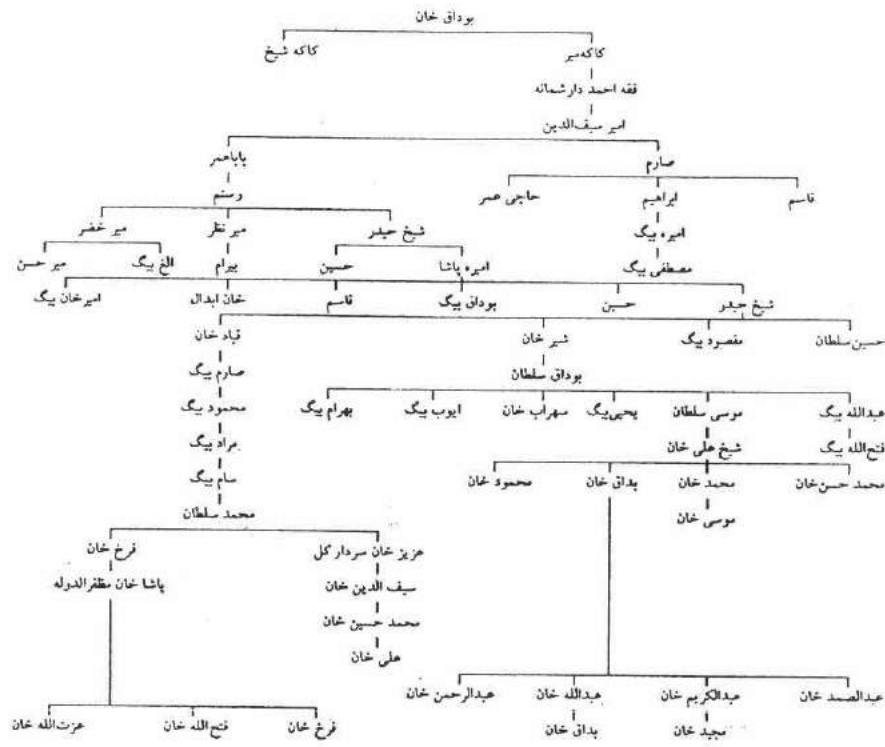 بوداق خان
کاکه‌میر کاکه شیخ
فقه احمد دارشمانه
امیر سیف‌الدین
صارم باباعمر
قاسم ابراهیم حاجی عمر رستم
امیره بیگ شیخ حیدر میر نظر میر خضر
مصطفی بیگ امیره پاشا حسین بیرام الغ بیگ میر حسن
شیخ حیدر حسین بوداق بیگ قاسم خان ابدال امیرخان بیگ
حسین سلطان مقصود بیگ شیر خان قباد خان
بوداق سلطان صارم بیگ
عبدالله بیگ موسی سلطان یحیی‌بیگ سهراب خان ایوب بیگ بهرام بیگ محمود بیگ
فتح‌الله بیگ شیخ علی خان مراد بیگ
محمد حسن‌خان محمد خان بداق خان محمود خان سام بیگ
موسی خان محمد سلطان
عزیز خان سردار کل فرخ خان
سیف الدین خان پاشا خان مظفرالدوله
محمد حسین خان
علی خان
عبدالصمد خان عبدالکریم خان عبدالله خان عبدالرحمن خان
مجید خان بداق خان فرخ خان فتح‌الله خان عزت‌الله خان